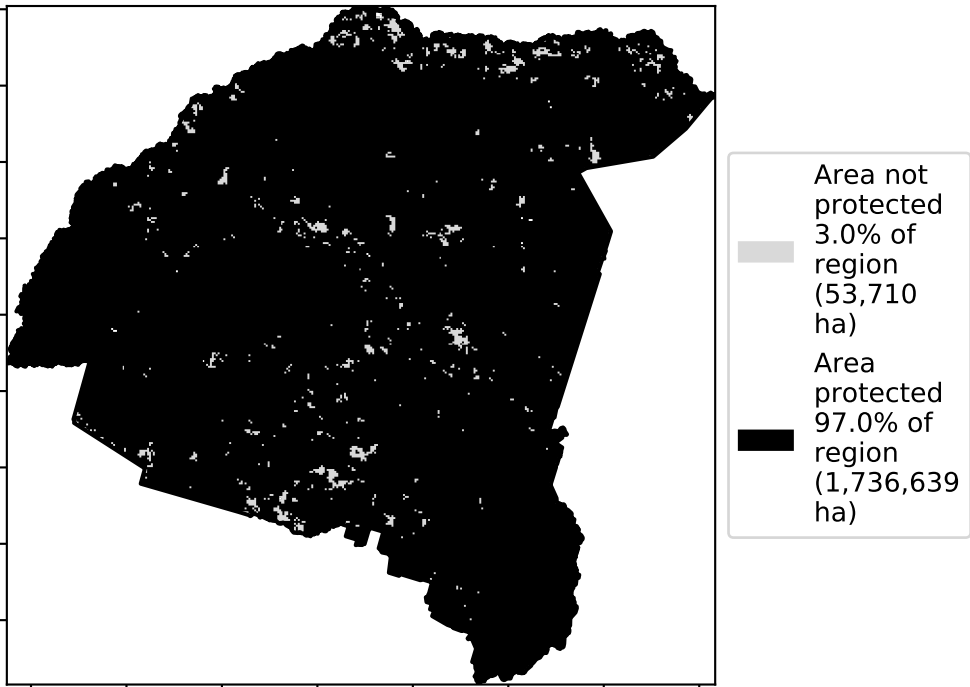 Area not
protected
3.0% of
region
(53,710
ha)
Area
protected
97.0% of
region
(1,736,639
ha)